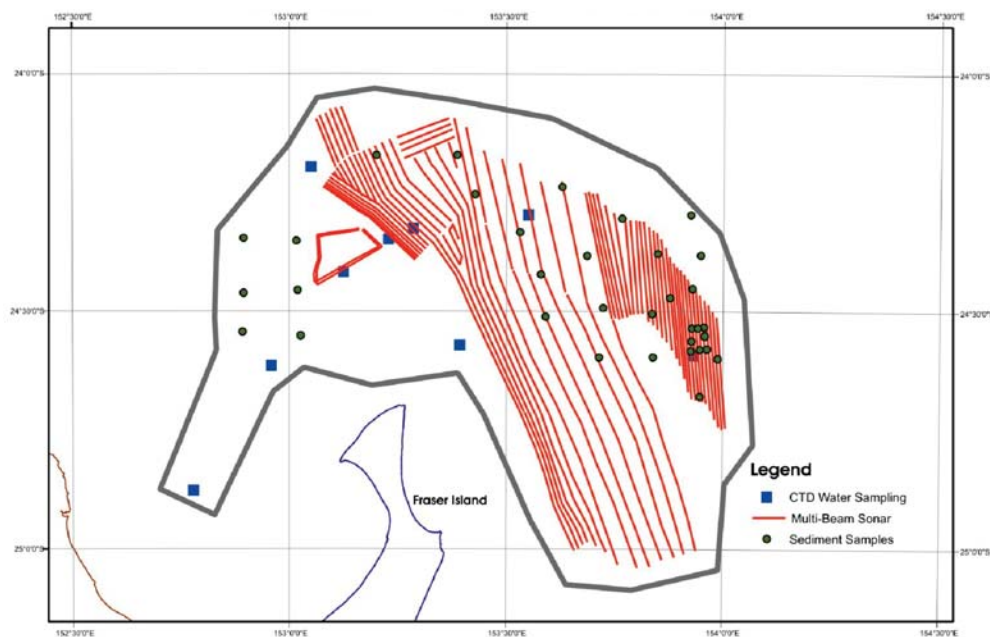 152°30'0"E 153°0'0"E 153°30'0"E 154°0'0"E 154°30'0"E
24°0'0"S 24°0'0"S
24°30'0"S 24°30'0"S
Legend
CTD Water Sampling
Fraser Island
Multi-Beam Sonar
Sediment Samples
25°0'0"S 25°0'0"S
152°30'0"E 153°0'0"E 153°30'0"E 154°0'0"E 154°30'0"E